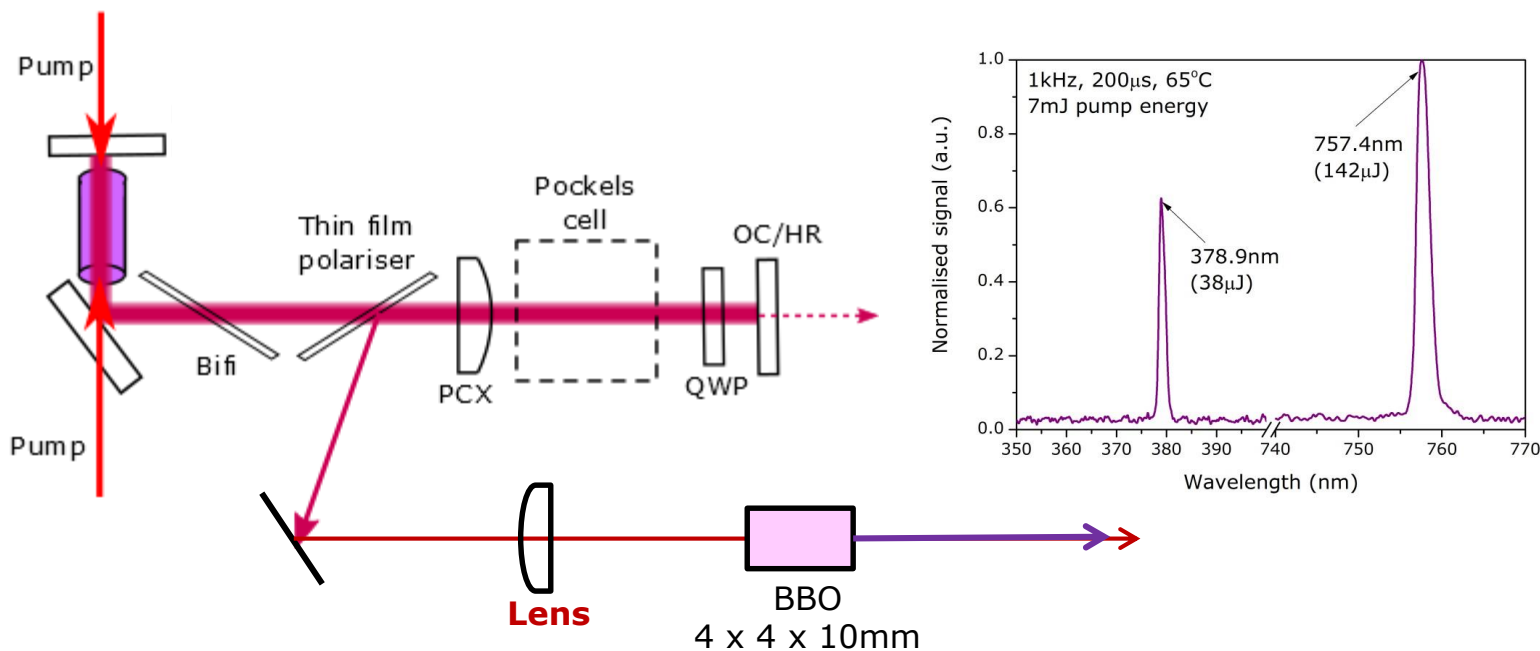 Pump
Thin film
polariser
Pockels
cell
OC/HR
Bifi
PCX
QWP
Pump
Lens
BBO
4 x 4 x 10mm
1kHz, 200μs, 65°C
7mJ pump energy
757.4nm
(142μJ)
378.9nm
(38μJ)
Normalised signal (a.u.)
1.0
0.8
0.6
0.4
0.2
0.0
350 360 370 380 390 740 750 760 770
Wavelength (nm)